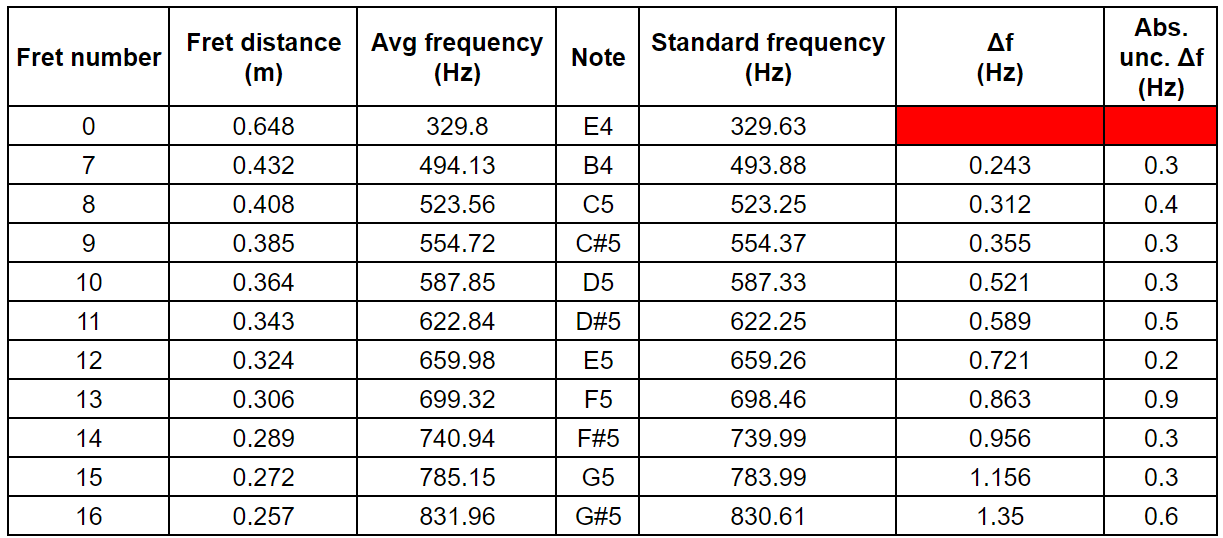 Fret number Fret distance (m) Avg frequency (Hz) Note Standard frequency (Hz) Δf (Hz) Abs. unc. Δf (Hz)
0 0.648 329.8 E4 329.63
7 0.432 494.13 B4 493.88 0.243 0.3
8 0.408 523.56 C5 523.25 0.312 0.4
9 0.385 554.72 C#5 554.37 0.355 0.3
10 0.364 587.85 D5 587.33 0.521 0.3
11 0.343 622.84 D#5 622.25 0.589 0.5
12 0.324 659.98 E5 659.26 0.721 0.2
13 0.306 699.32 F5 698.46 0.863 0.9
14 0.289 740.94 F#5 739.99 0.956 0.3
15 0.272 785.15 G5 783.99 1.156 0.3
16 0.257 831.96 G#5 830.61 1.35 0.6